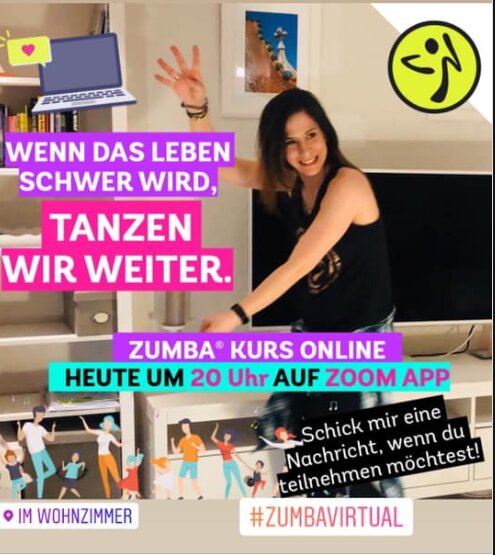 WENN DAS LEBEN
SCHWER WIRD,
TANZEN
WIR WEITER.
ZUMBA® KURS ONLINE
HEUTE UM 20 Uhr AUF ZOOM APP
Schick mir eine
Nachricht, wenn du
teilnehmen möchtest!
IM WOHNZIMMER
#ZUMBAVIRTUAL